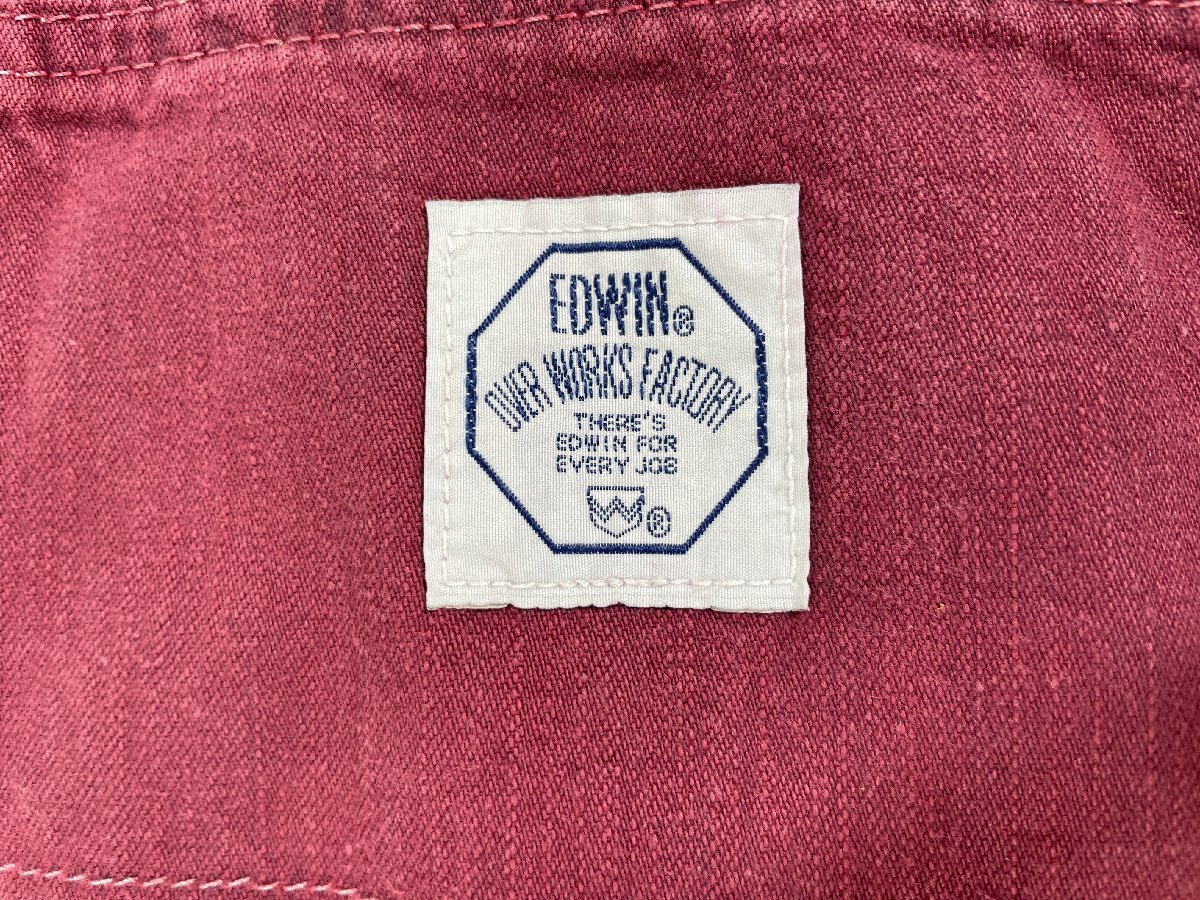 EDWIN®
OVER WORKS FACTORY
THERE'S
EDWIN FOR
EVERY JOB
W®